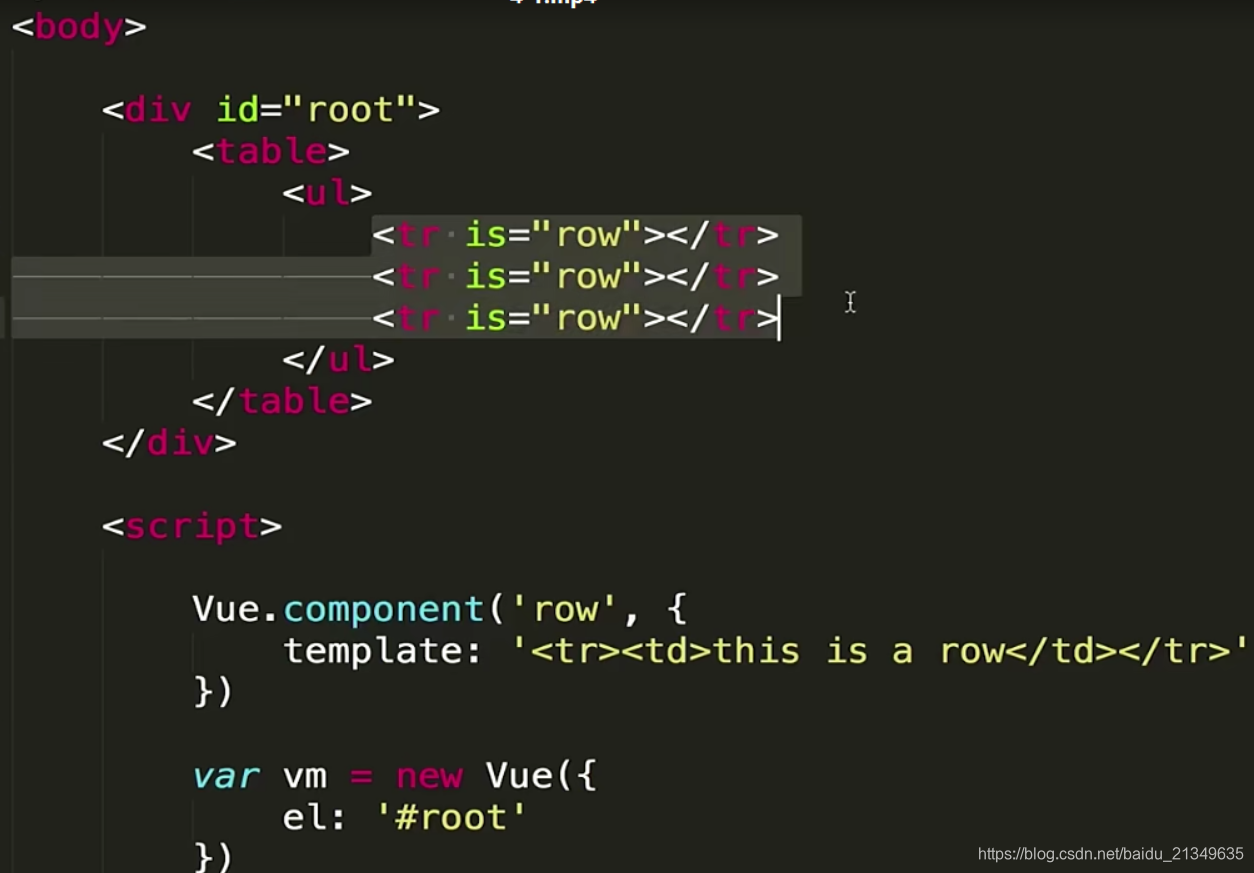 <body>
<div id="root">
<table>
<ul>
<tr is="row"></tr>
<tr is="row"></tr>
<tr is="row"></tr>
</ul>
</table>
</div>
<script>
Vue.component('row', {
template: '<tr><td>this is a row</td></tr>'
})
var vm = new Vue({
el: '#root'
})
https://blog.csdn.net/baidu_21349635